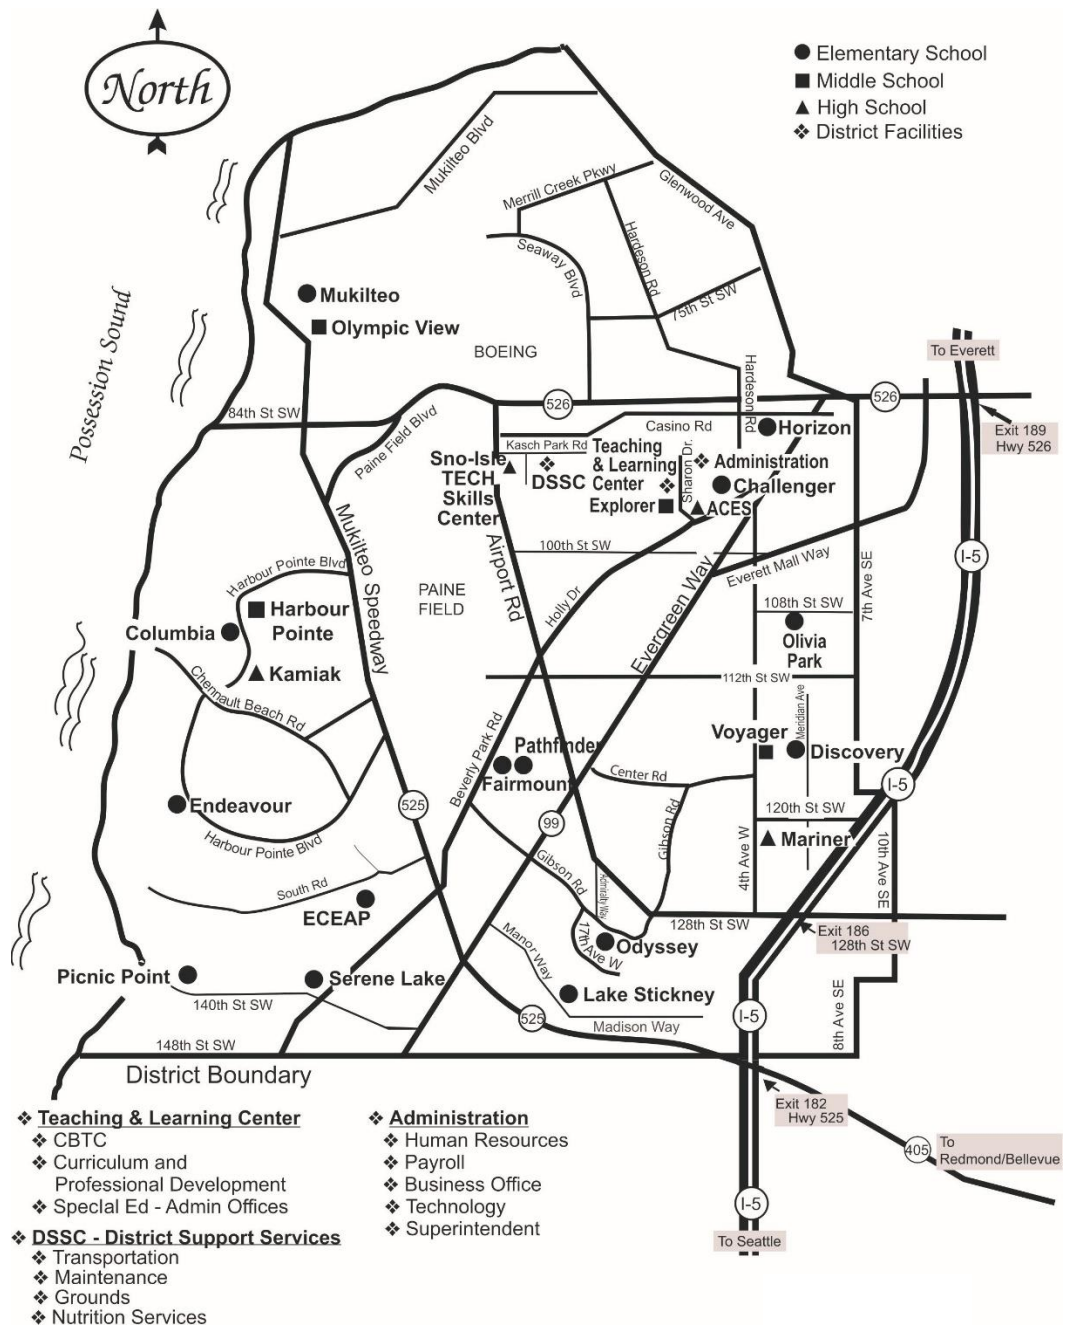 North
Elementary School
Middle School
High School
District Facilities
Mukilteo Blvd
Merrill Creek Pkwy
Glenwood Ave
Hardeson Rd
Seaway Blvd
75th St SW
Possession Sound
Mukilteo
Olympic View
BOEING
To Everett
84th St SW
526
526
Paine Field Blvd
Hardeson Rd
Casino Rd
Horizon
Exit 189
Hwy 526
Kasch Park Rd
Sno-Isle
TECH
Skills
Center
DSSC
Teaching
& Learning
Center
Explorer
Sharon Dr.
Administration
Challenger
ACES
Mukilteo Speedway
Airport Rd
100th St SW
Everett Mall Way
I-5
7th Ave SE
Harbour Pointe Blvd
PAINE
FIELD
Holly Dr
Evergreen Way
108th St SW
Harbour
Pointe
Columbia
Olivia
Park
Kamiak
Chennault Beach Rd
112th St SW
Meridian Ave
Beverly Park Rd
Pathfinder
Fairmount
Voyager
Discovery
Center Rd
I-5
Endeavour
525
99
120th St SW
Mariner
Harbour Pointe Blvd
Gibson Rd
Gibson Rd
4th Ave W
10th Ave SE
South Rd
Admiralty Way
ECEAP
128th St SW
Exit 186
128th St SW
Manor Way
17th Ave W
Odyssey
Picnic Point
Serene Lake
Lake Stickney
140th St SW
525
Madison Way
I-5
8th Ave SE
148th St SW
District Boundary
Exit 182
Hwy 525
405
To
Redmond/Bellevue
I-5
To Seattle
❖ Teaching & Learning Center
❖ CBTC
❖ Curriculum and
Professional Development
❖ Special Ed - Admin Offices
❖ DSSC - District Support Services
❖ Transportation
❖ Maintenance
❖ Grounds
❖ Nutrition Services
❖ Administration
❖ Human Resources
❖ Payroll
❖ Business Office
❖ Technology
❖ Superintendent